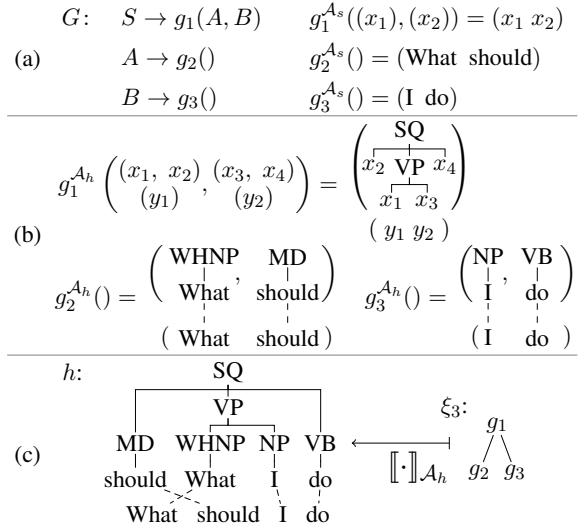 (a)
G: S → g₁(A, B) g₁^{𝒜ₛ}((x₁), (x₂)) = (x₁ x₂)
A → g₂() g₂^{𝒜ₛ}() = (What should)
B → g₃() g₃^{𝒜ₛ}() = (I do)
(b)
SQ
(x₁, x₂) (x₃, x₄) x₂ VP x₄
g₁^{𝒜ₕ} ( , ) =
(y₁) (y₂) x₁ x₃
( y₁ y₂ )
WHNP MD NP VB
g₂^{𝒜ₕ}() = ( What , should ) g₃^{𝒜ₕ}() = ( I , do )
( What should ) ( I do )
(c)
h: SQ
VP ξ₃: g₁
MD WHNP NP VB
should What I do ⟦·⟧_{𝒜ₕ} g₂ g₃
What should I do